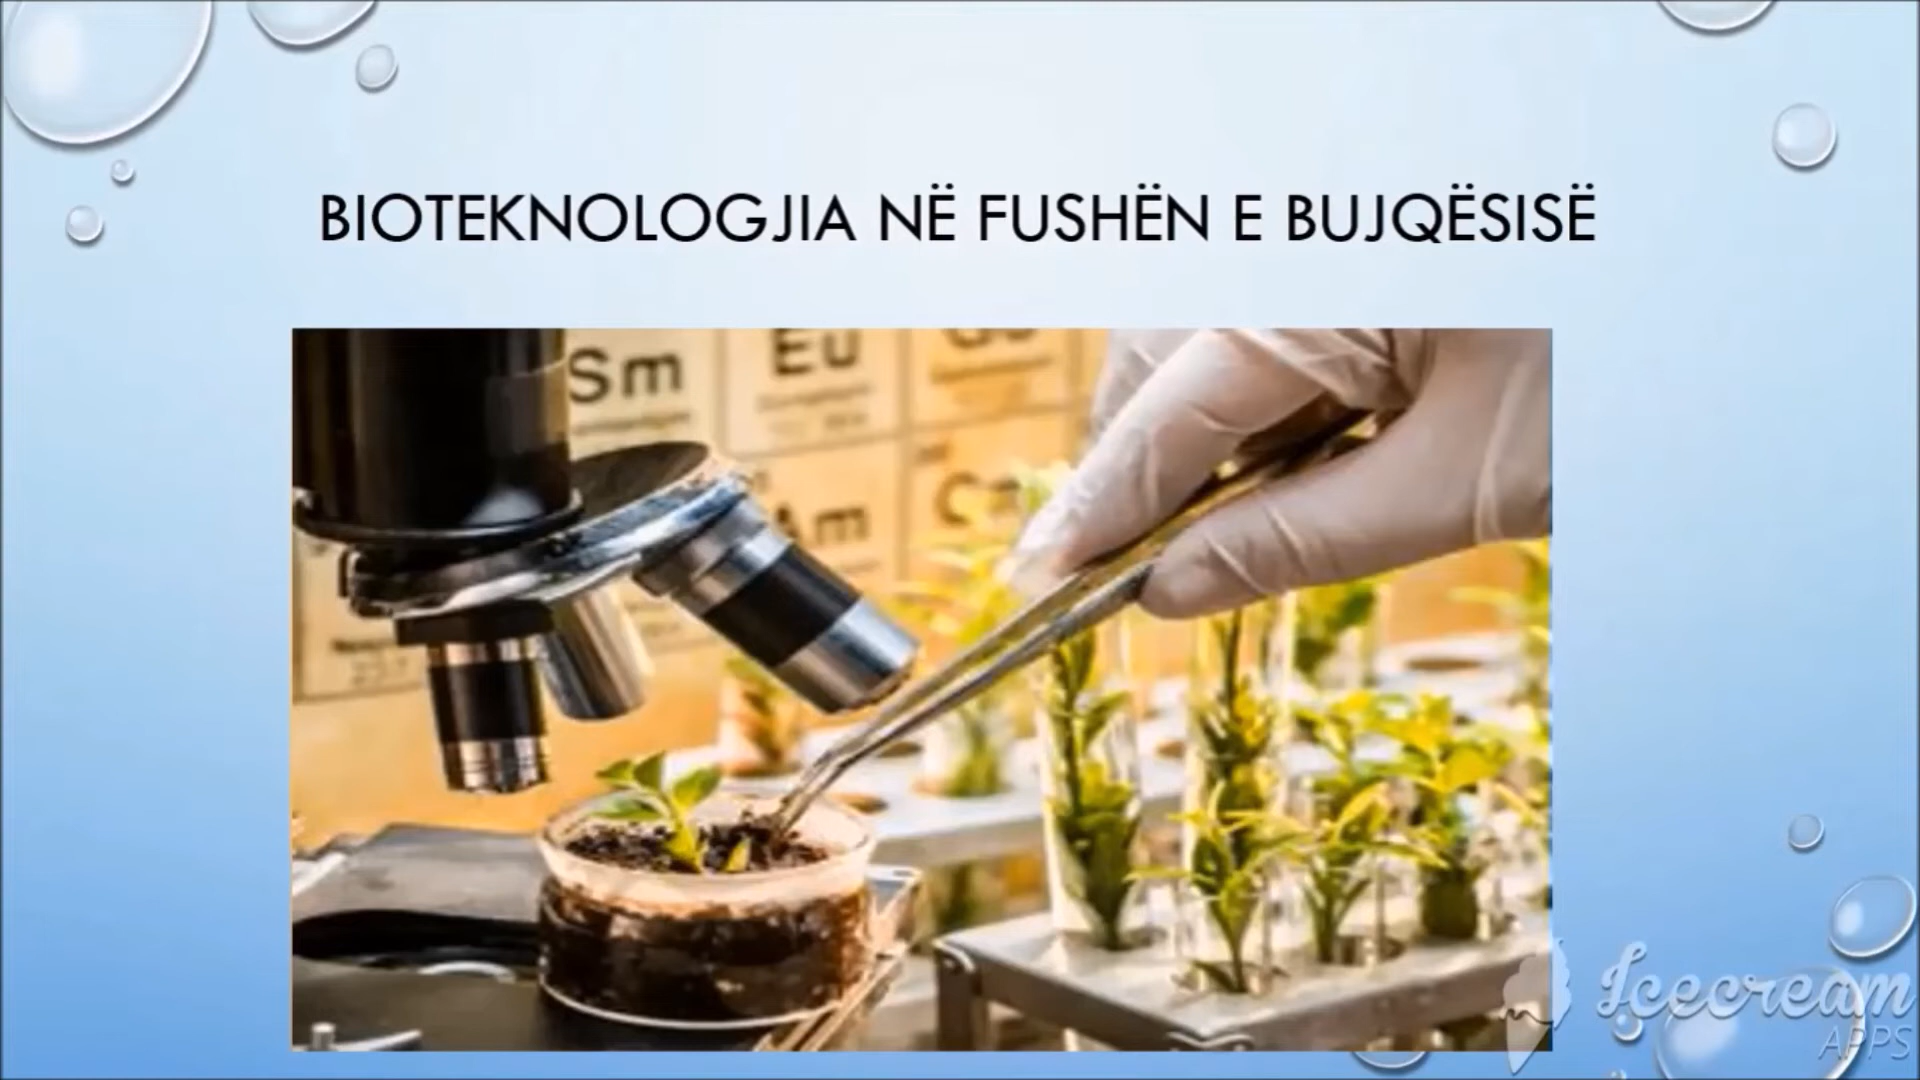 BIOTEKNOLOGJIA NË FUSHËN E BUJQËSISË
Sm
Eu
Am
Icecream
APPS